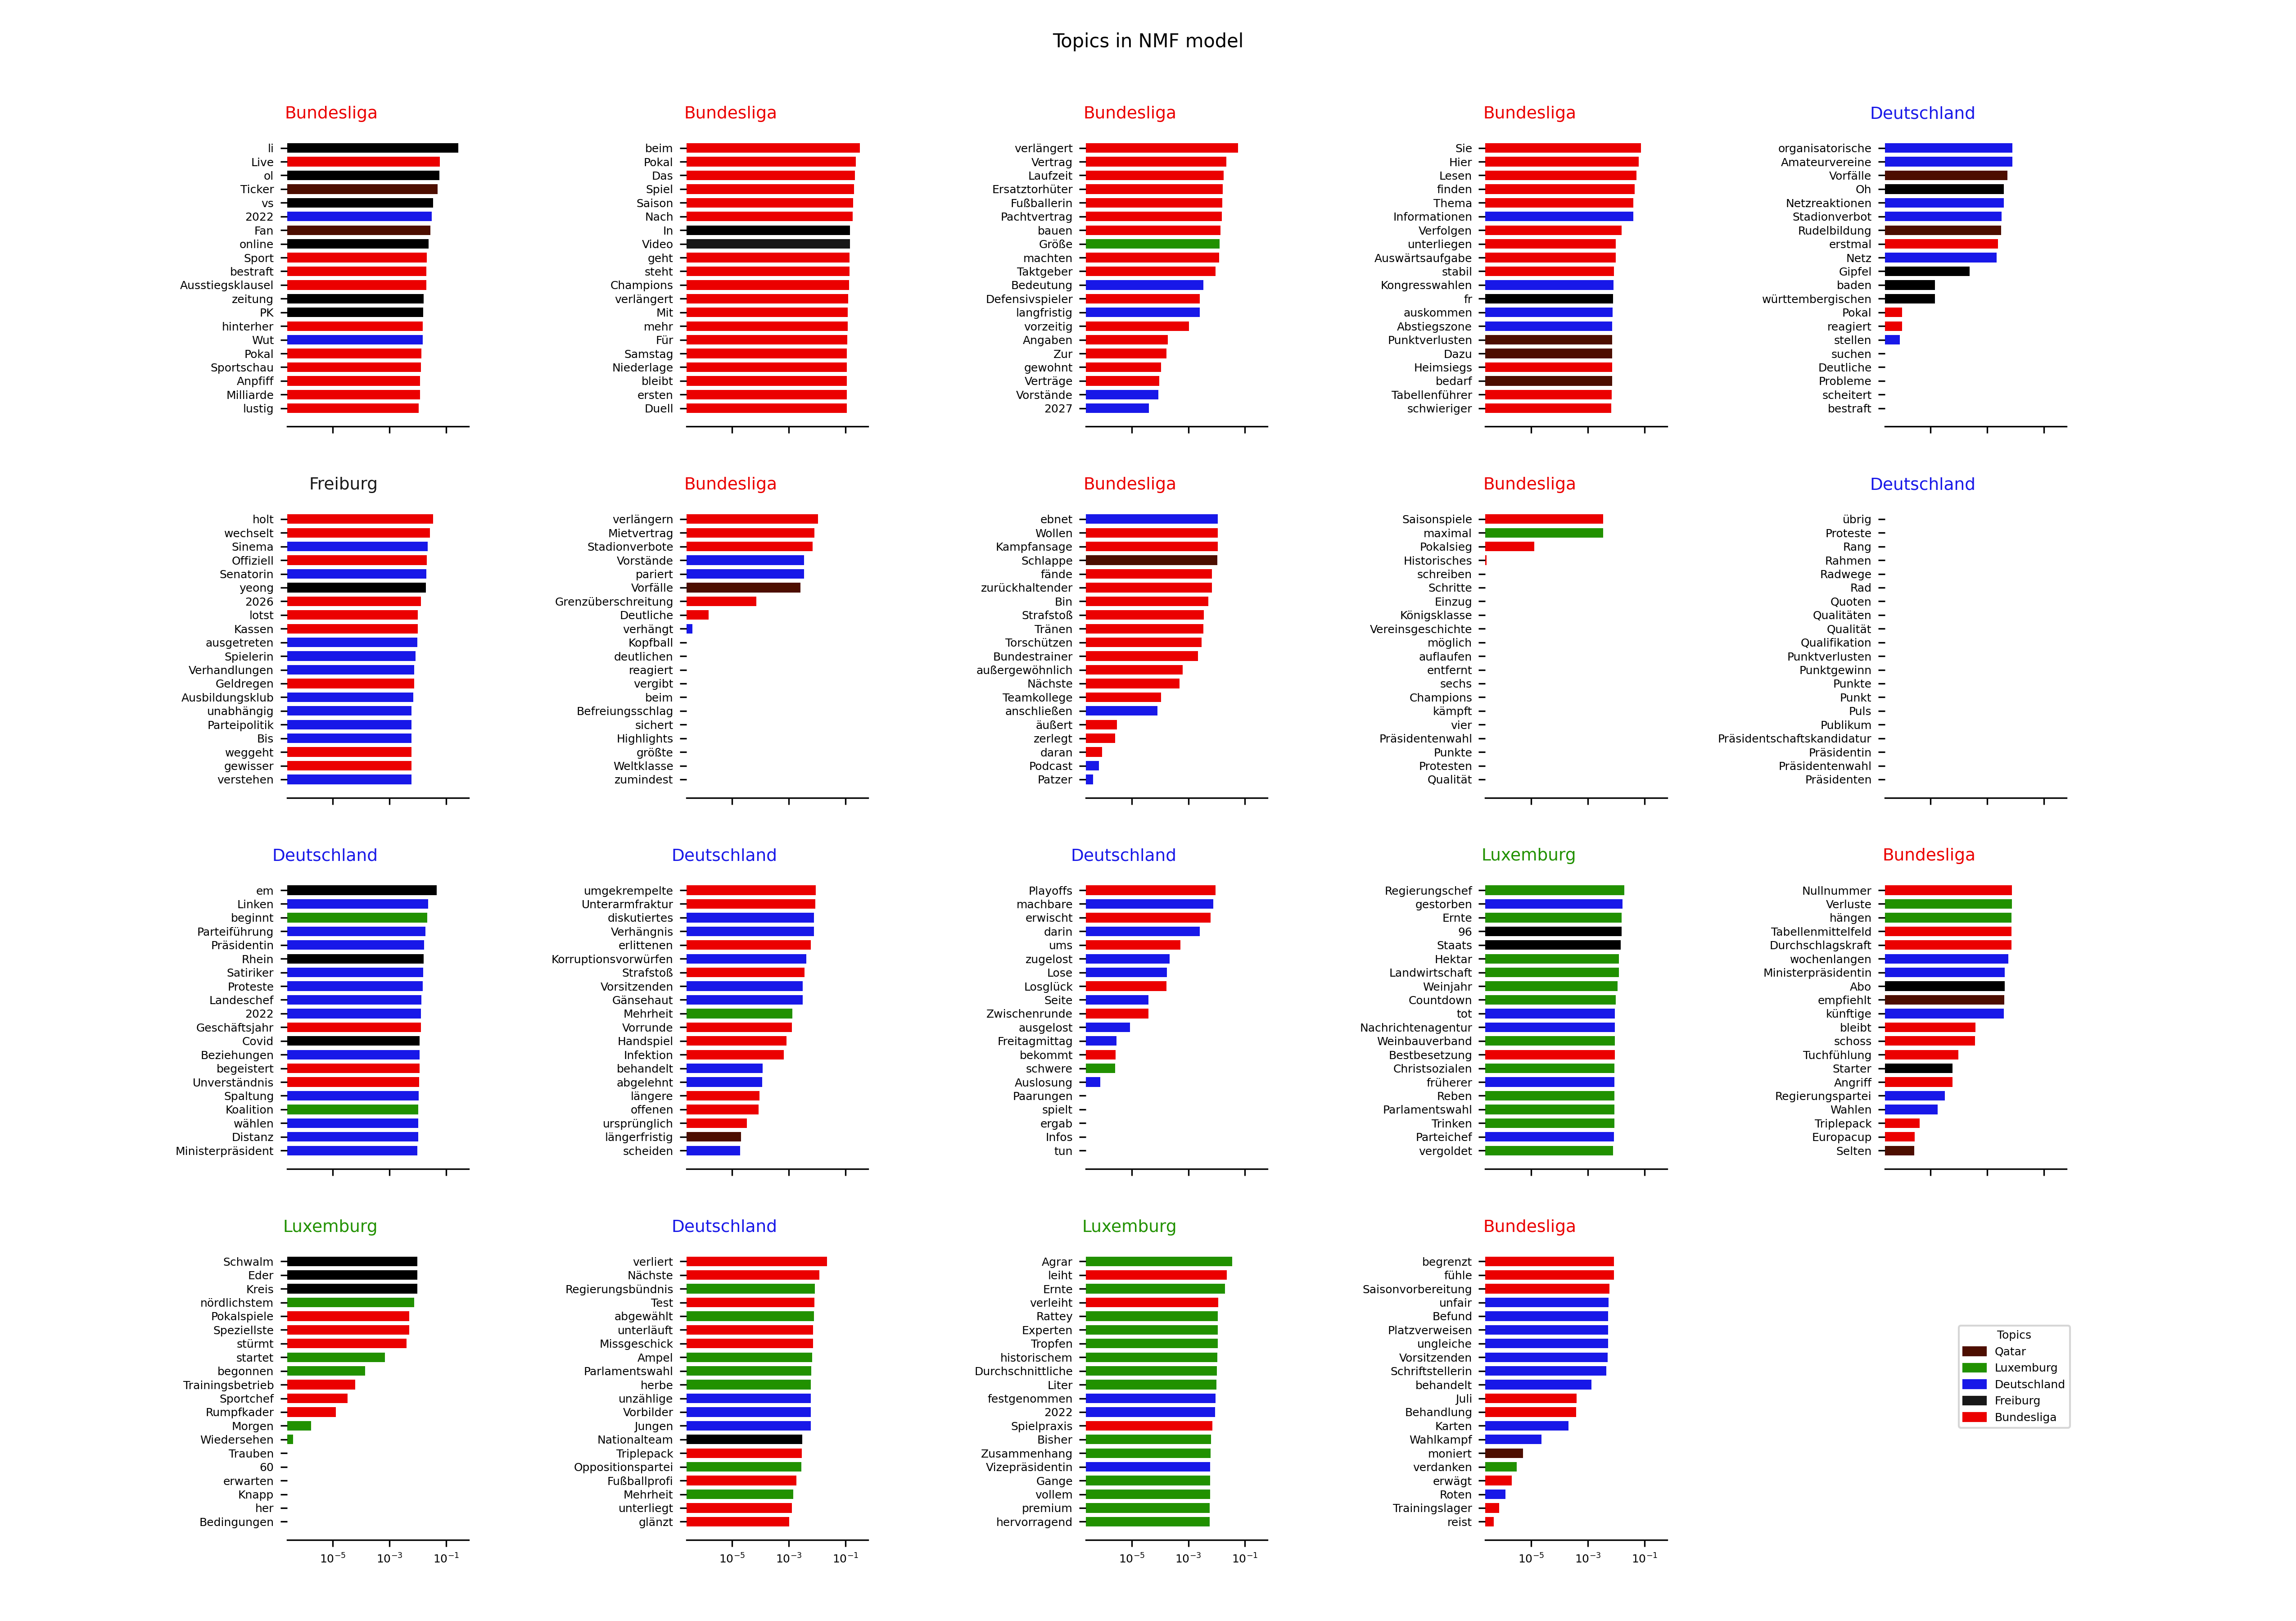 Topics in NMF model
Bundesliga
li
Live
ol
Ticker
vs
2022
Fan
online
Sport
bestraft
Ausstiegsklausel
zeitung
PK
hinterher
Wut
Pokal
Sportschau
Anpfiff
Milliarde
lustig
Bundesliga
beim
Pokal
Das
Spiel
Saison
Nach
In
Video
geht
steht
Champions
verlängert
Mit
mehr
Für
Samstag
Niederlage
bleibt
ersten
Duell
Bundesliga
verlängert
Vertrag
Laufzeit
Ersatztorhüter
Fußballerin
Pachtvertrag
bauen
Größe
machten
Taktgeber
Bedeutung
Defensivspieler
langfristig
vorzeitig
Angaben
Zur
gewohnt
Verträge
Vorstände
2027
Bundesliga
Sie
Hier
Lesen
finden
Thema
Informationen
Verfolgen
unterliegen
Auswärtsaufgabe
stabil
Kongresswahlen
fr
auskommen
Abstiegszone
Punktverlusten
Dazu
Heimsiegs
bedarf
Tabellenführer
schwieriger
Deutschland
organisatorische
Amateurvereine
Vorfälle
Oh
Netzreaktionen
Stadionverbot
Rudelbildung
erstmal
Netz
Gipfel
baden
württembergischen
Pokal
reagiert
stellen
suchen
Deutliche
Probleme
scheitert
bestraft
Freiburg
holt
wechselt
Sinema
Offiziell
Senatorin
yeong
2026
lotst
Kassen
ausgetreten
Spielerin
Verhandlungen
Geldregen
Ausbildungsklub
unabhängig
Parteipolitik
Bis
weggeht
gewisser
verstehen
Bundesliga
verlängern
Mietvertrag
Stadionverbote
Vorstände
pariert
Vorfälle
Grenzüberschreitung
Deutliche
verhängt
Kopfball
deutlichen
reagiert
vergibt
beim
Befreiungsschlag
sichert
Highlights
größte
Weltklasse
zumindest
Bundesliga
ebnet
Wollen
Kampfansage
Schlappe
fände
zurückhaltender
Bin
Strafstoß
Tränen
Torschützen
Bundestrainer
außergewöhnlich
Nächste
Teamkollege
anschließen
äußert
zerlegt
daran
Podcast
Patzer
Bundesliga
Saisonspiele
maximal
Pokalsieg
Historisches
schreiben
Schritte
Einzug
Königsklasse
Vereinsgeschichte
möglich
auflaufen
entfernt
sechs
Champions
kämpft
vier
Präsidentenwahl
Punkte
Protesten
Qualität
Deutschland
übrig
Proteste
Rang
Rahmen
Radwege
Rad
Quoten
Qualitäten
Qualität
Qualifikation
Punktverlusten
Punktgewinn
Punkte
Punkt
Puls
Publikum
Präsidentschaftskandidatur
Präsidentin
Präsidentenwahl
Präsidenten
Deutschland
em
Linken
beginnt
Parteiführung
Präsidentin
Rhein
Satiriker
Proteste
Landeschef
2022
Geschäftsjahr
Covid
Beziehungen
begeistert
Unverständnis
Spaltung
Koalition
wählen
Distanz
Ministerpräsident
Deutschland
umgekrempelte
Unterarmfraktur
diskutiertes
Verhängnis
erlittenen
Korruptionsvorwürfen
Strafstoß
Vorsitzenden
Gänsehaut
Mehrheit
Vorrunde
Handspiel
Infektion
behandelt
abgelehnt
längere
offenen
ursprünglich
längerfristig
scheiden
Deutschland
Playoffs
machbare
erwischt
darin
ums
zugelost
Lose
Losglück
Seite
Zwischenrunde
ausgelost
Freitagmittag
bekommt
schwere
Auslosung
Paarungen
spielt
ergab
Infos
tun
Luxemburg
Regierungschef
gestorben
Ernte
96
Staats
Hektar
Landwirtschaft
Weinjahr
Countdown
tot
Nachrichtenagentur
Weinbauverband
Bestbesetzung
Christsozialen
früherer
Reben
Parlamentswahl
Trinken
Parteichef
vergoldet
Bundesliga
Nullnummer
Verluste
hängen
Tabellenmittelfeld
Durchschlagskraft
wochenlangen
Ministerpräsidentin
Abo
empfiehlt
künftige
bleibt
schoss
Tuchfühlung
Starter
Angriff
Regierungspartei
Wahlen
Triplepack
Europacup
Selten
Luxemburg
Schwalm
Eder
Kreis
nördlichstem
Pokalspiele
Speziellste
stürmt
startet
begonnen
Trainingsbetrieb
Sportchef
Rumpfkader
Morgen
Wiedersehen
Trauben
60
erwarten
Knapp
her
Bedingungen
10⁻⁵ 10⁻³ 10⁻¹
Deutschland
verliert
Nächste
Regierungsbündnis
Test
abgewählt
unterläuft
Missgeschick
Ampel
Parlamentswahl
herbe
unzählige
Vorbilder
Jungen
Nationalteam
Triplepack
Oppositionspartei
Fußballprofi
Mehrheit
unterliegt
glänzt
10⁻⁵ 10⁻³ 10⁻¹
Luxemburg
Agrar
leiht
Ernte
verleiht
Rattey
Experten
Tropfen
historischem
Durchschnittliche
Liter
festgenommen
2022
Spielpraxis
Bisher
Zusammenhang
Vizepräsidentin
Gange
vollem
premium
hervorragend
10⁻⁵ 10⁻³ 10⁻¹
Bundesliga
begrenzt
fühle
Saisonvorbereitung
unfair
Befund
Platzverweisen
ungleiche
Vorsitzenden
Schriftstellerin
behandelt
Juli
Behandlung
Karten
Wahlkampf
moniert
verdanken
erwägt
Roten
Trainingslager
reist
10⁻⁵ 10⁻³ 10⁻¹
Topics
Qatar
Luxemburg
Deutschland
Freiburg
Bundesliga